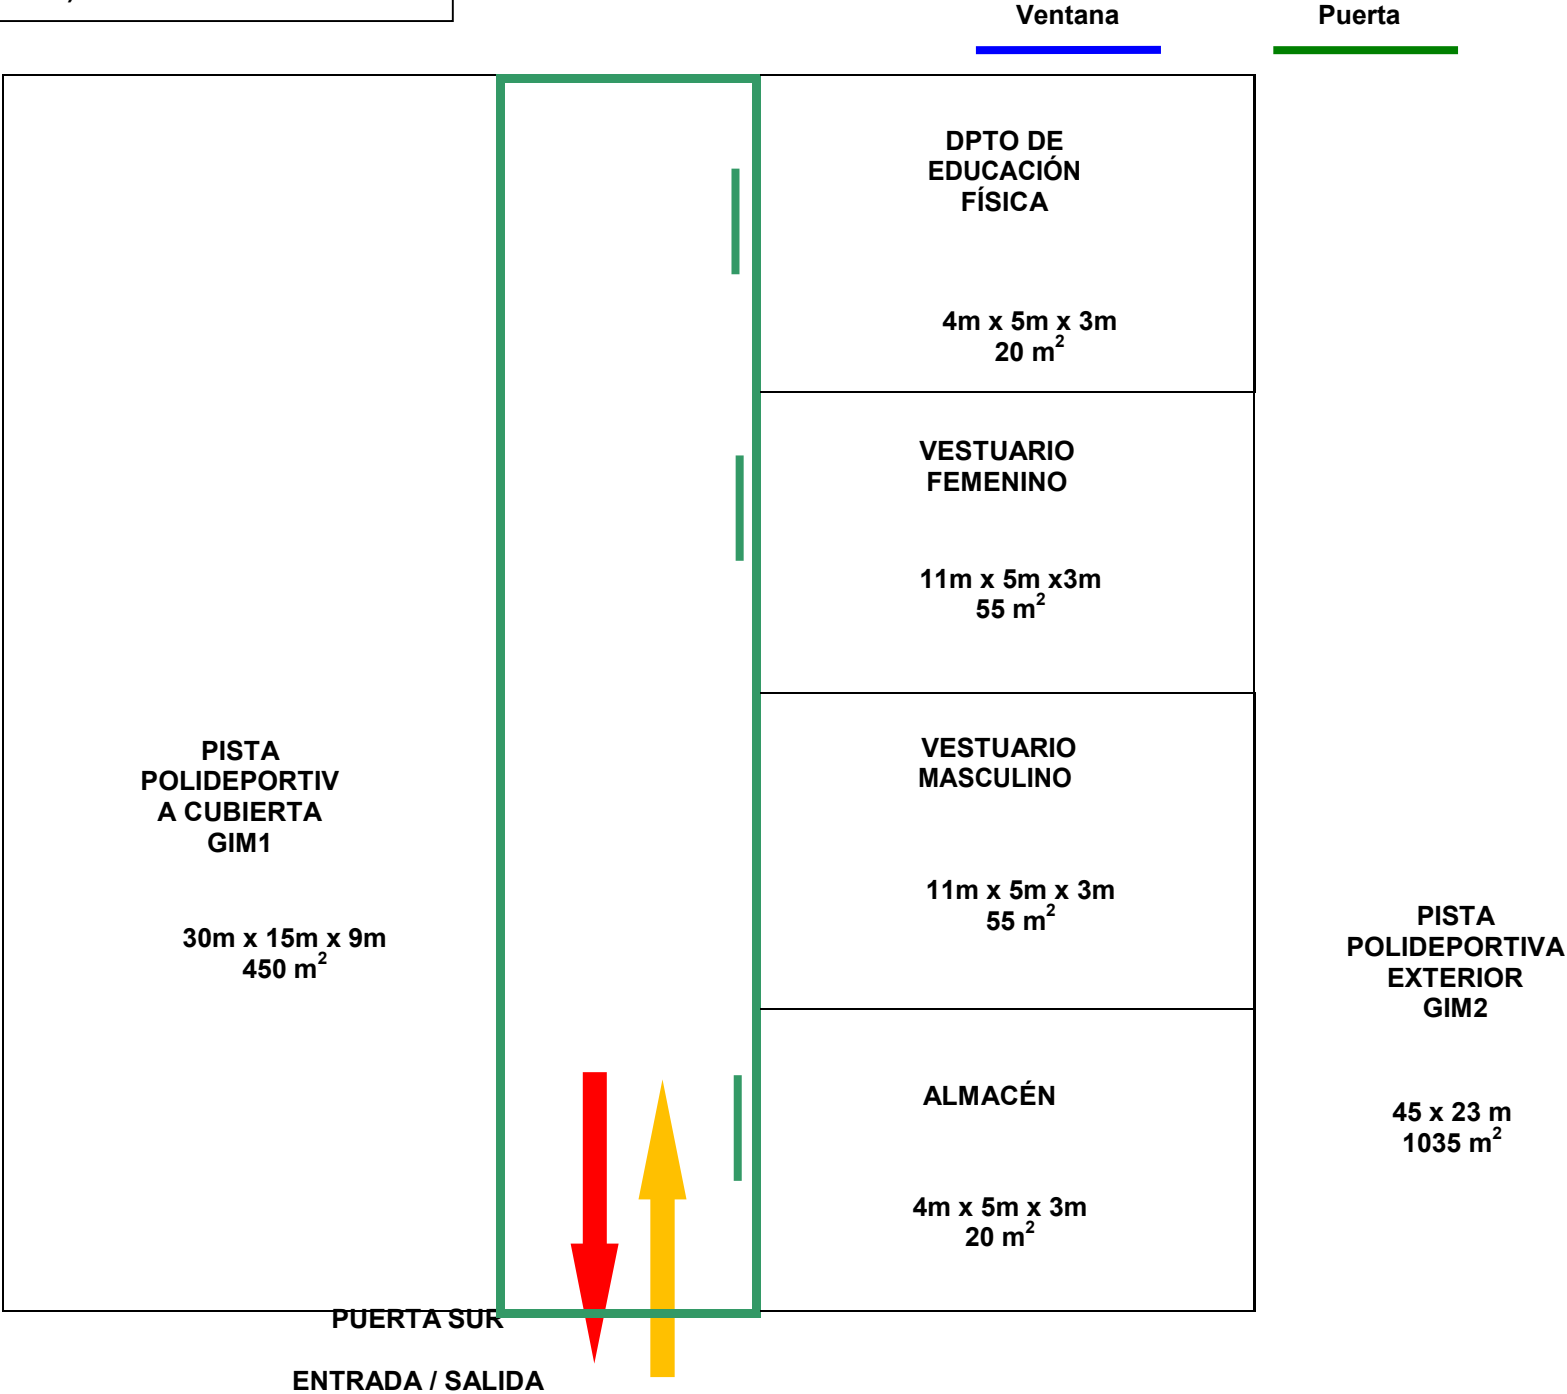 Ventana
Puerta
DPTO DE
EDUCACIÓN
FÍSICA
4m x 5m x 3m
20 m²
VESTUARIO
FEMENINO
11m x 5m x3m
55 m²
PISTA
POLIDEPORTIV
A CUBIERTA
GIM1
30m x 15m x 9m
450 m²
VESTUARIO
MASCULINO
11m x 5m x 3m
55 m²
PISTA
POLIDEPORTIVA
EXTERIOR
GIM2
45 x 23 m
1035 m²
ALMACÉN
4m x 5m x 3m
20 m²
PUERTA SUR
ENTRADA / SALIDA